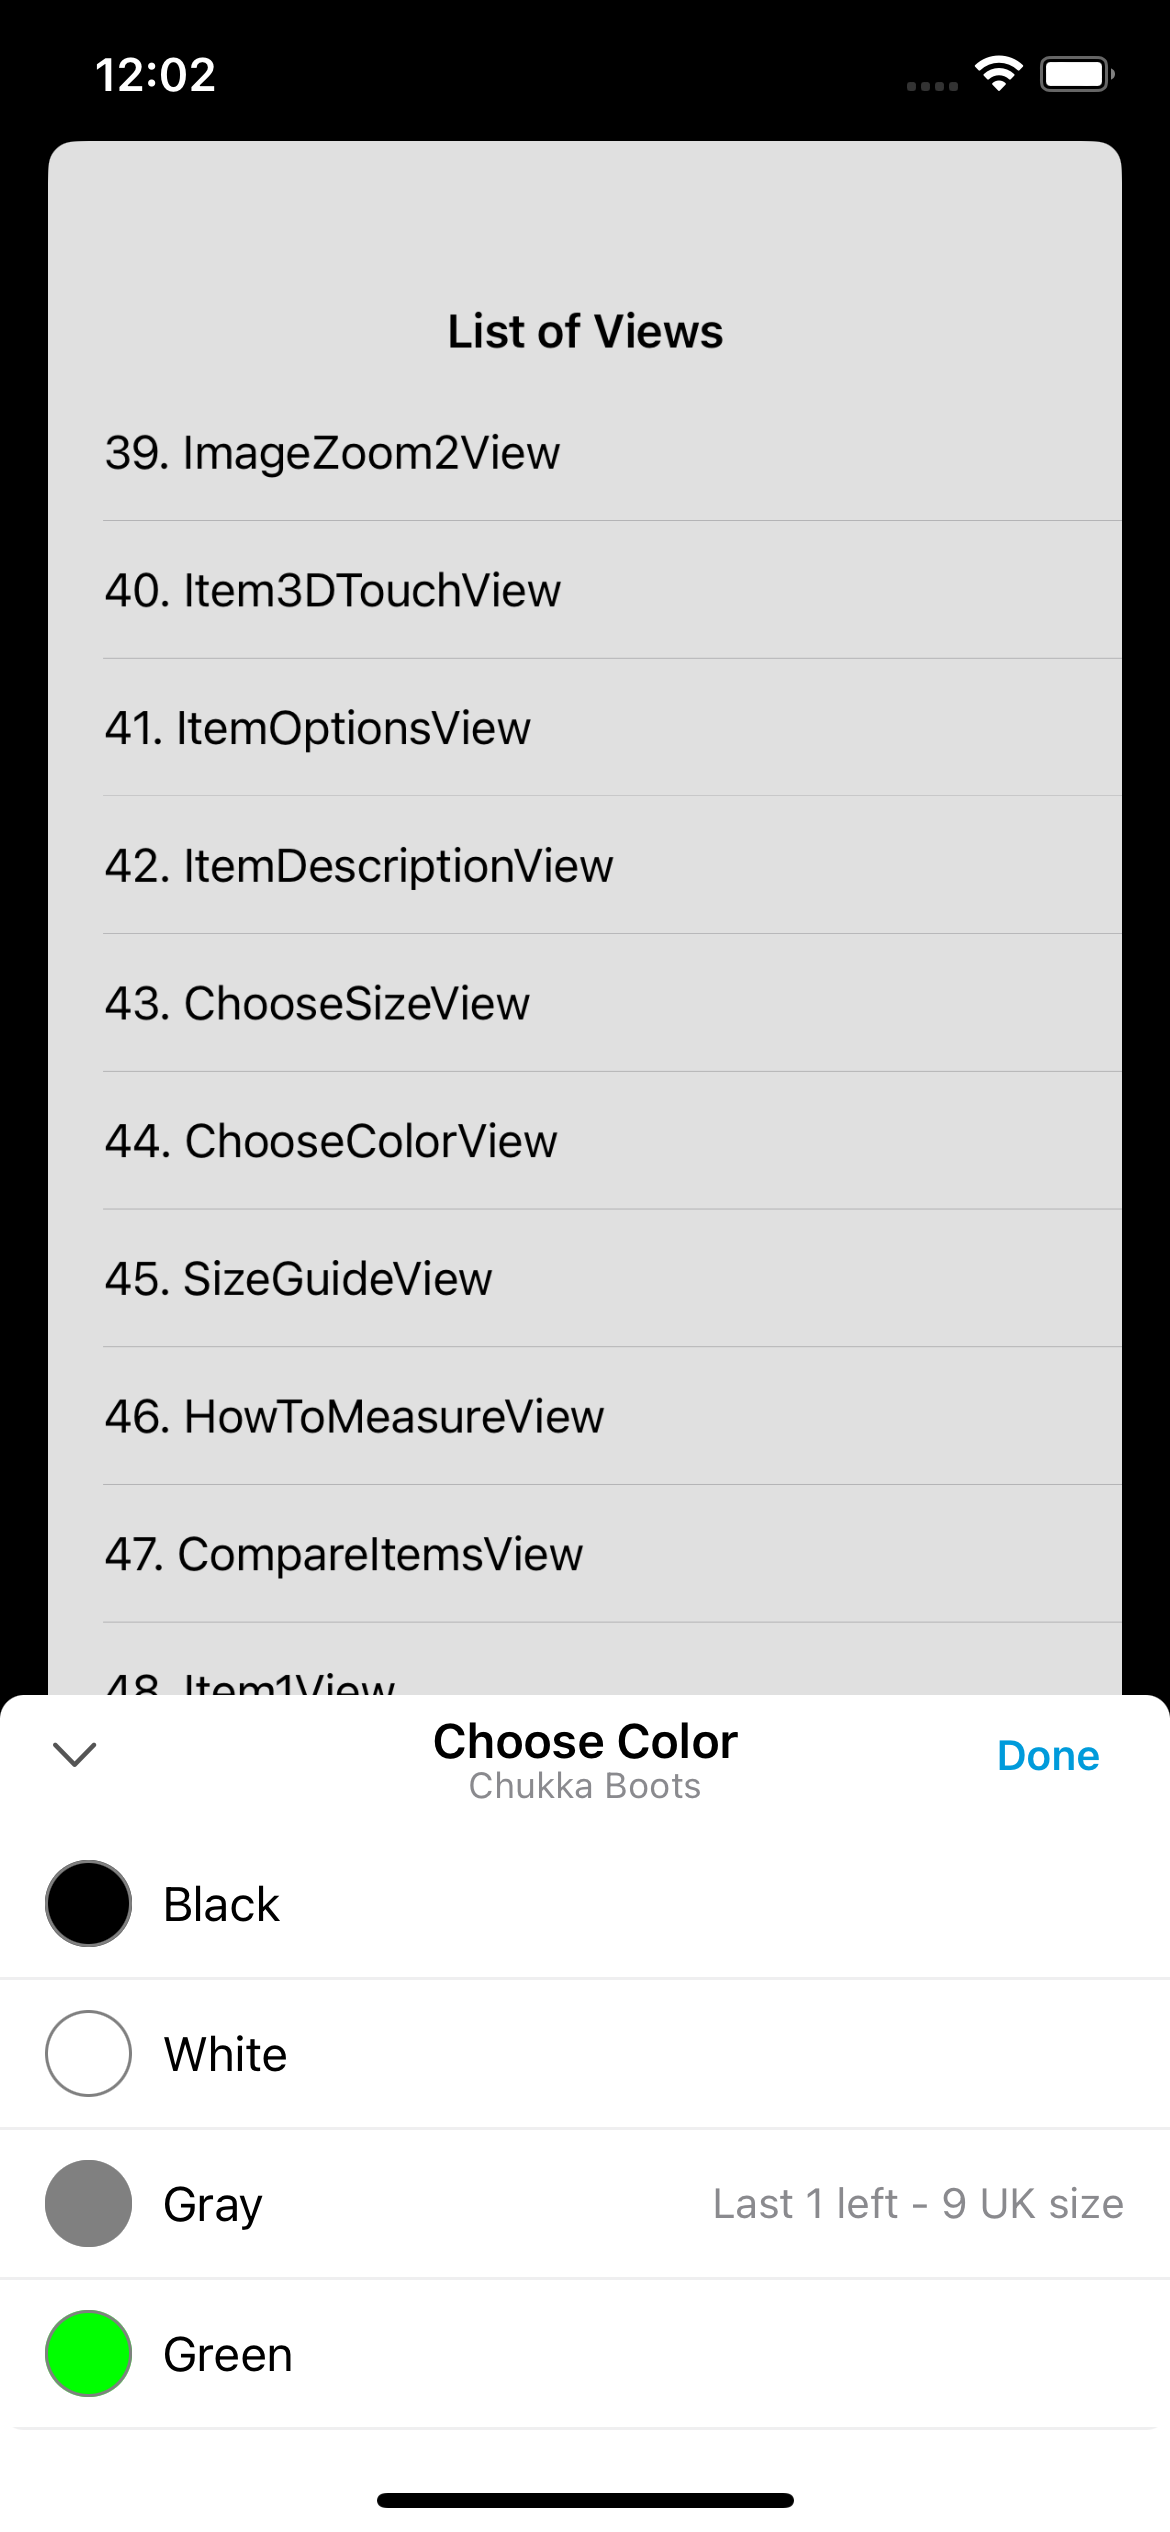 12:02
List of Views
39. ImageZoom2View
40. Item3DTouchView
41. ItemOptionsView
42. ItemDescriptionView
43. ChooseSizeView
44. ChooseColorView
45. SizeGuideView
46. HowToMeasureView
47. CompareItemsView
48. Item1View
Choose Color
Chukka Boots
Done
Black
White
Gray Last 1 left - 9 UK size
Green